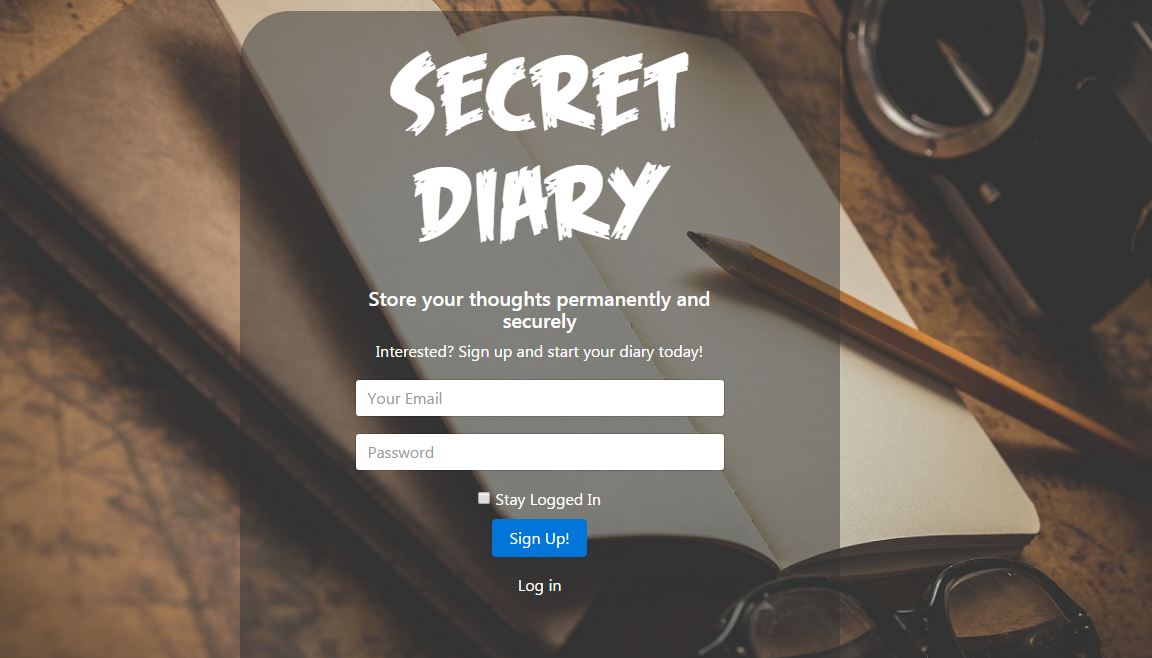 SECRET
DIARY
Store your thoughts permanently and
securely
Interested? Sign up and start your diary today!
Your Email
Password
Stay Logged In
Sign Up!
Log in